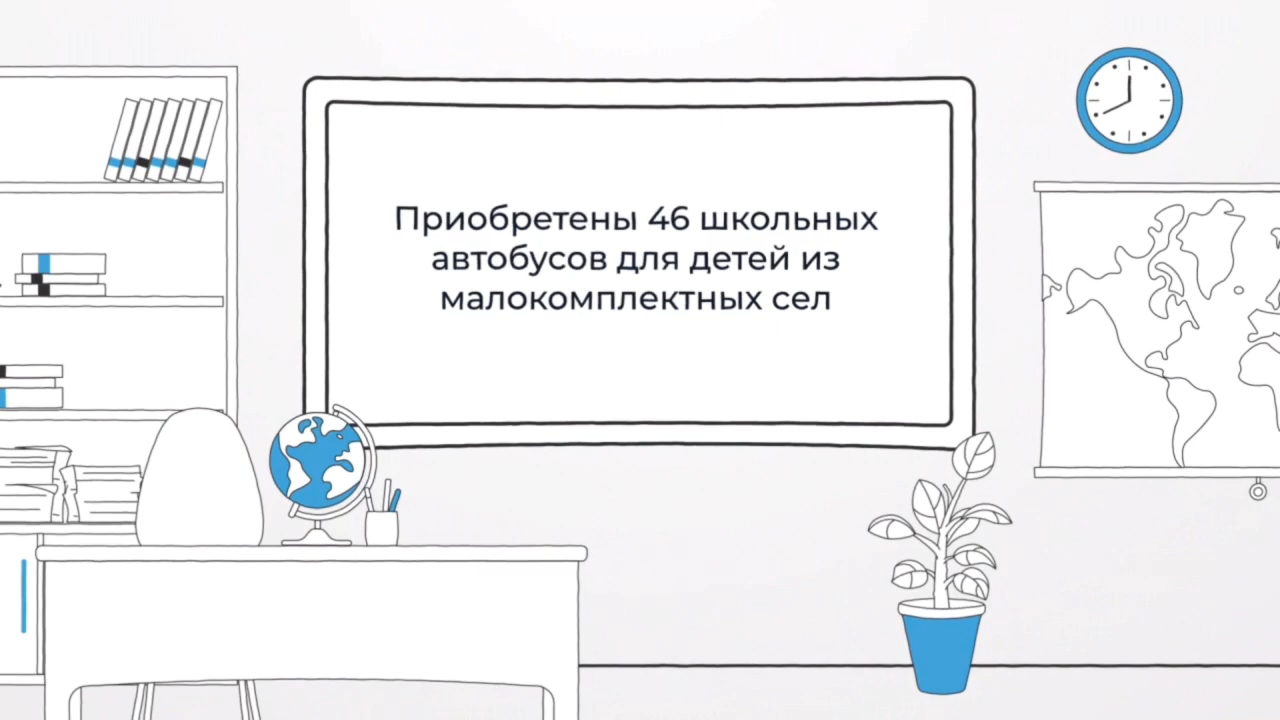 Приобретены 46 школьных
автобусов для детей из
малокомплектных сел